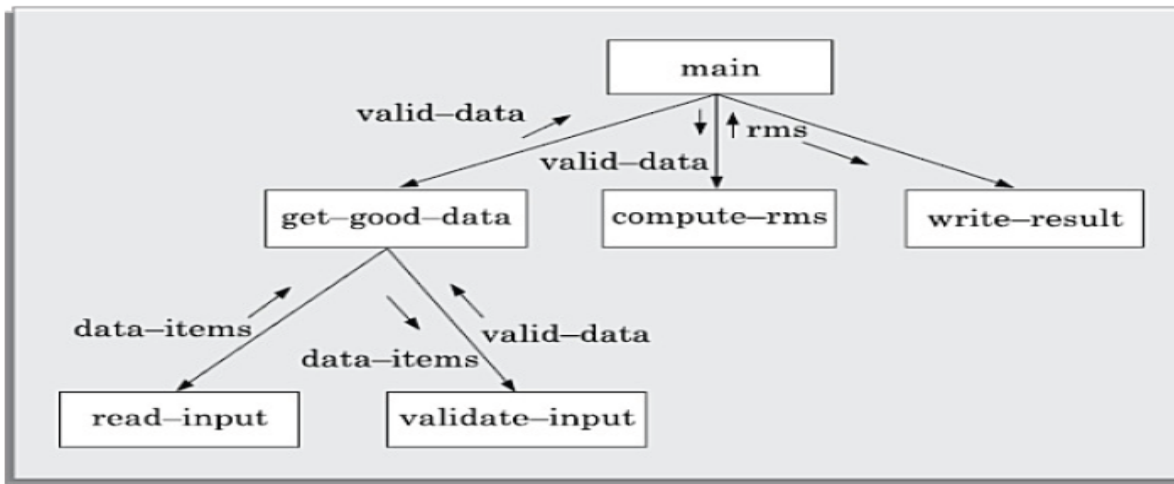 main
valid–data
rms
valid–data
get–good–data
compute–rms
write–result
data–items
valid–data
data–items
read–input
validate–input